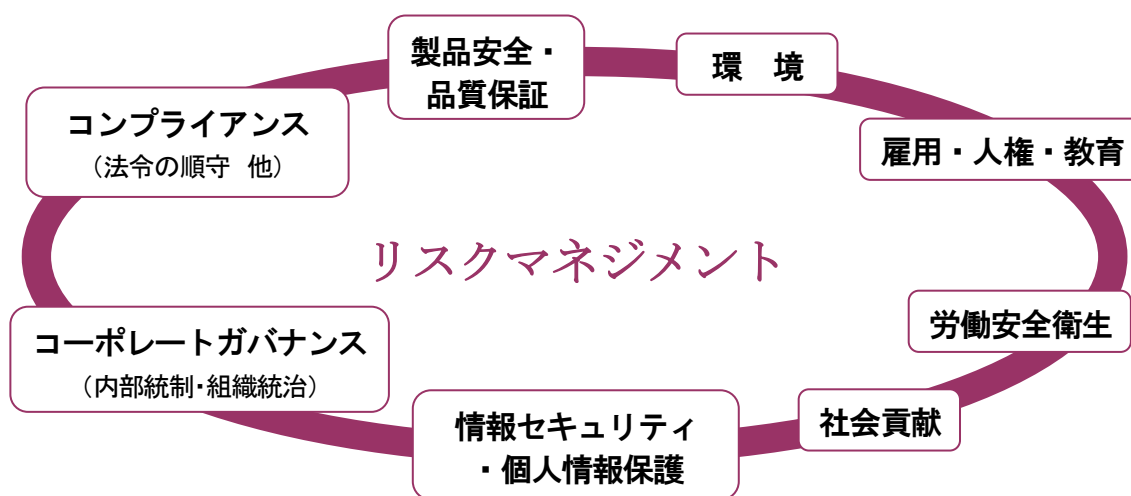 製品安全・
品質保証
環　境
コンプライアンス
（法令の順守　他）
雇用・人権・教育
リスクマネジメント
労働安全衛生
コーポレートガバナンス
（内部統制・組織統治）
社会貢献
情報セキュリティ
・個人情報保護